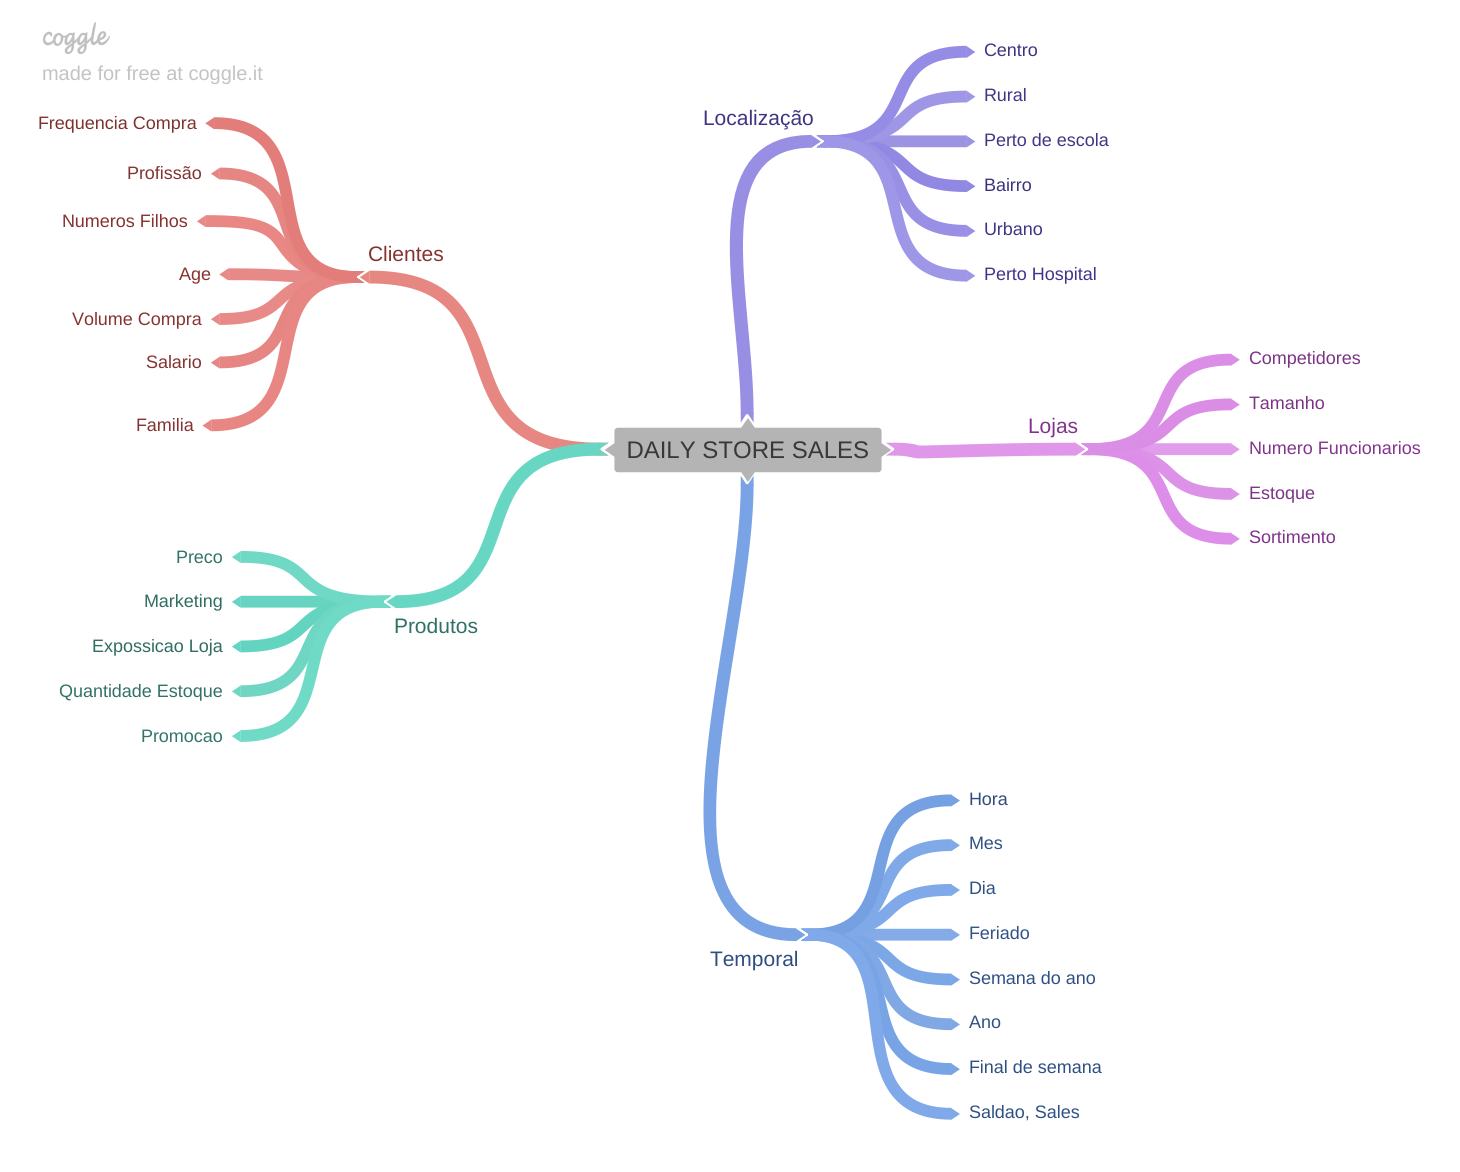 coggle
made for free at coggle.it
Frequencia Compra
Profissão
Numeros Filhos
Age
Volume Compra
Salario
Familia
Clientes
Preco
Marketing
Expossicao Loja
Quantidade Estoque
Promocao
Produtos
DAILY STORE SALES
Localização
Centro
Rural
Perto de escola
Bairro
Urbano
Perto Hospital
Lojas
Competidores
Tamanho
Numero Funcionarios
Estoque
Sortimento
Temporal
Hora
Mes
Dia
Feriado
Semana do ano
Ano
Final de semana
Saldao, Sales